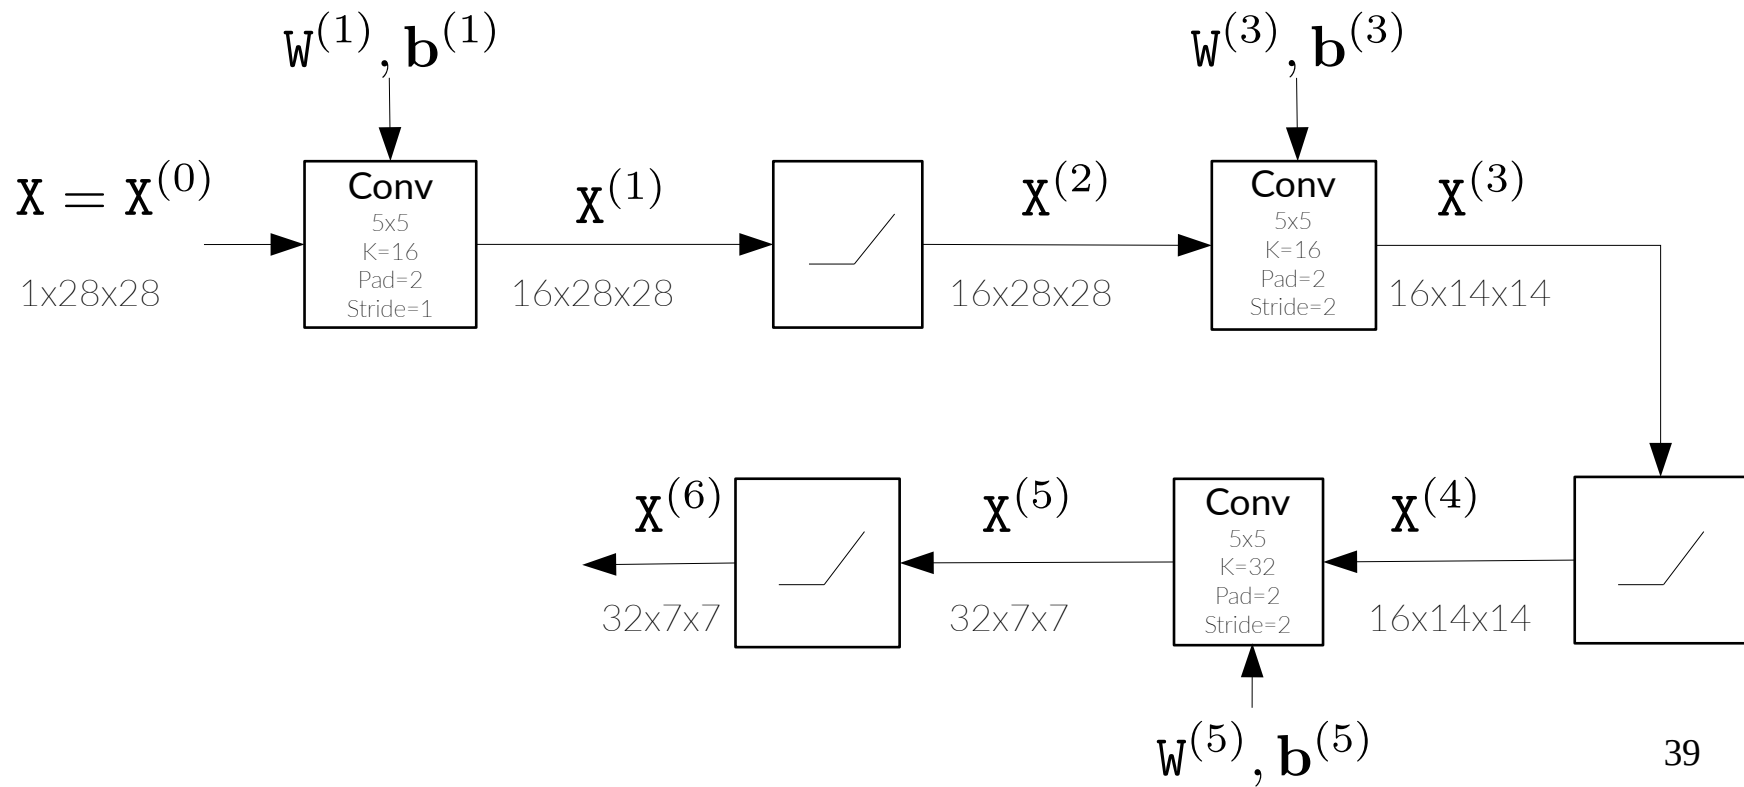 W^(1), b^(1)
W^(3), b^(3)
X = X^(0)
1x28x28
Conv
5x5
K=16
Pad=2
Stride=1
X^(1)
16x28x28
X^(2)
16x28x28
Conv
5x5
K=16
Pad=2
Stride=2
X^(3)
16x14x14
X^(6)
32x7x7
X^(5)
32x7x7
Conv
5x5
K=32
Pad=2
Stride=2
X^(4)
16x14x14
W^(5), b^(5)
39